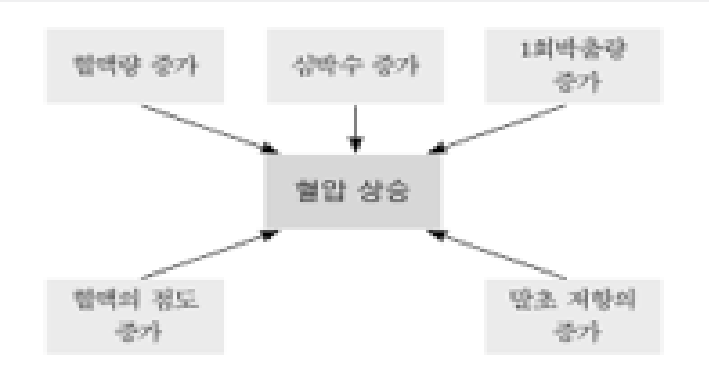 혈액량 증가
심박수 증가
1회박출량
증가
혈압 상승
혈액의 점도
증가
말초 저항의
증가